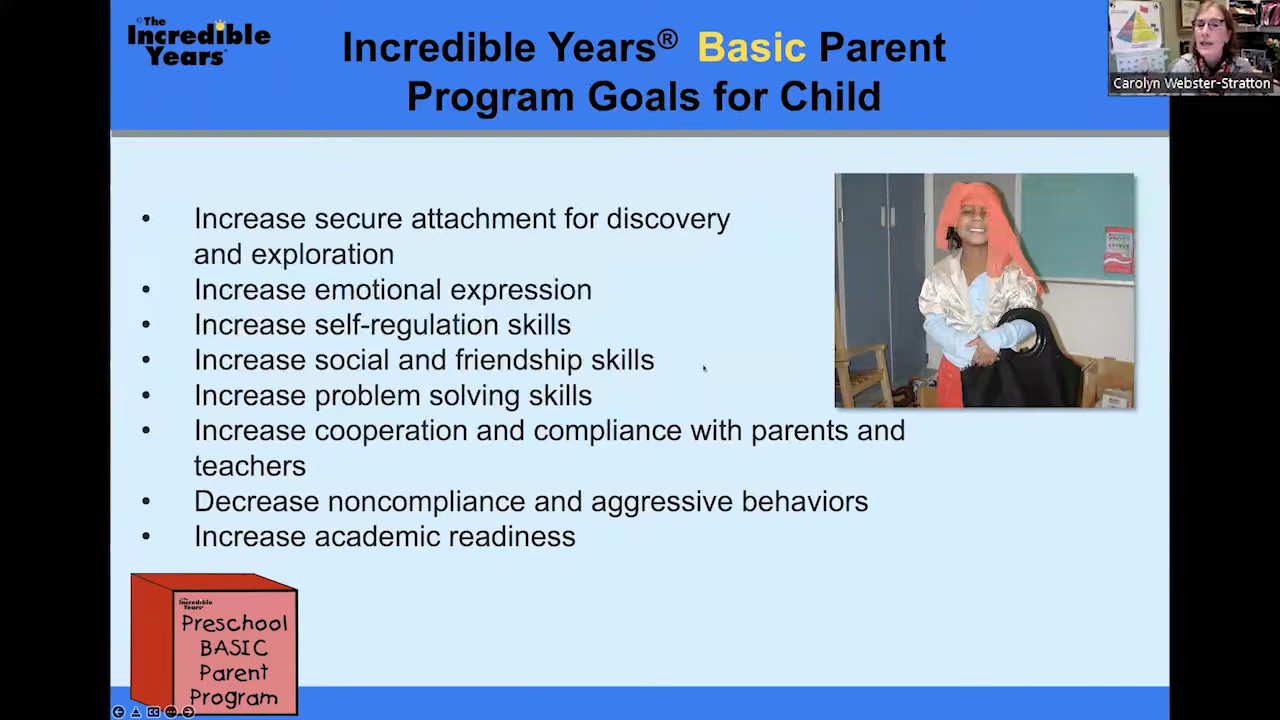 ©The
Incredible
Years®
Incredible Years® Basic Parent
Program Goals for Child
Carolyn Webster-Stratton
• Increase secure attachment for discovery
and exploration
• Increase emotional expression
• Increase self-regulation skills
• Increase social and friendship skills
• Increase problem solving skills
• Increase cooperation and compliance with parents and
teachers
• Decrease noncompliance and aggressive behaviors
• Increase academic readiness
The
Incredible
Years®
Preschool
BASIC
Parent
Program